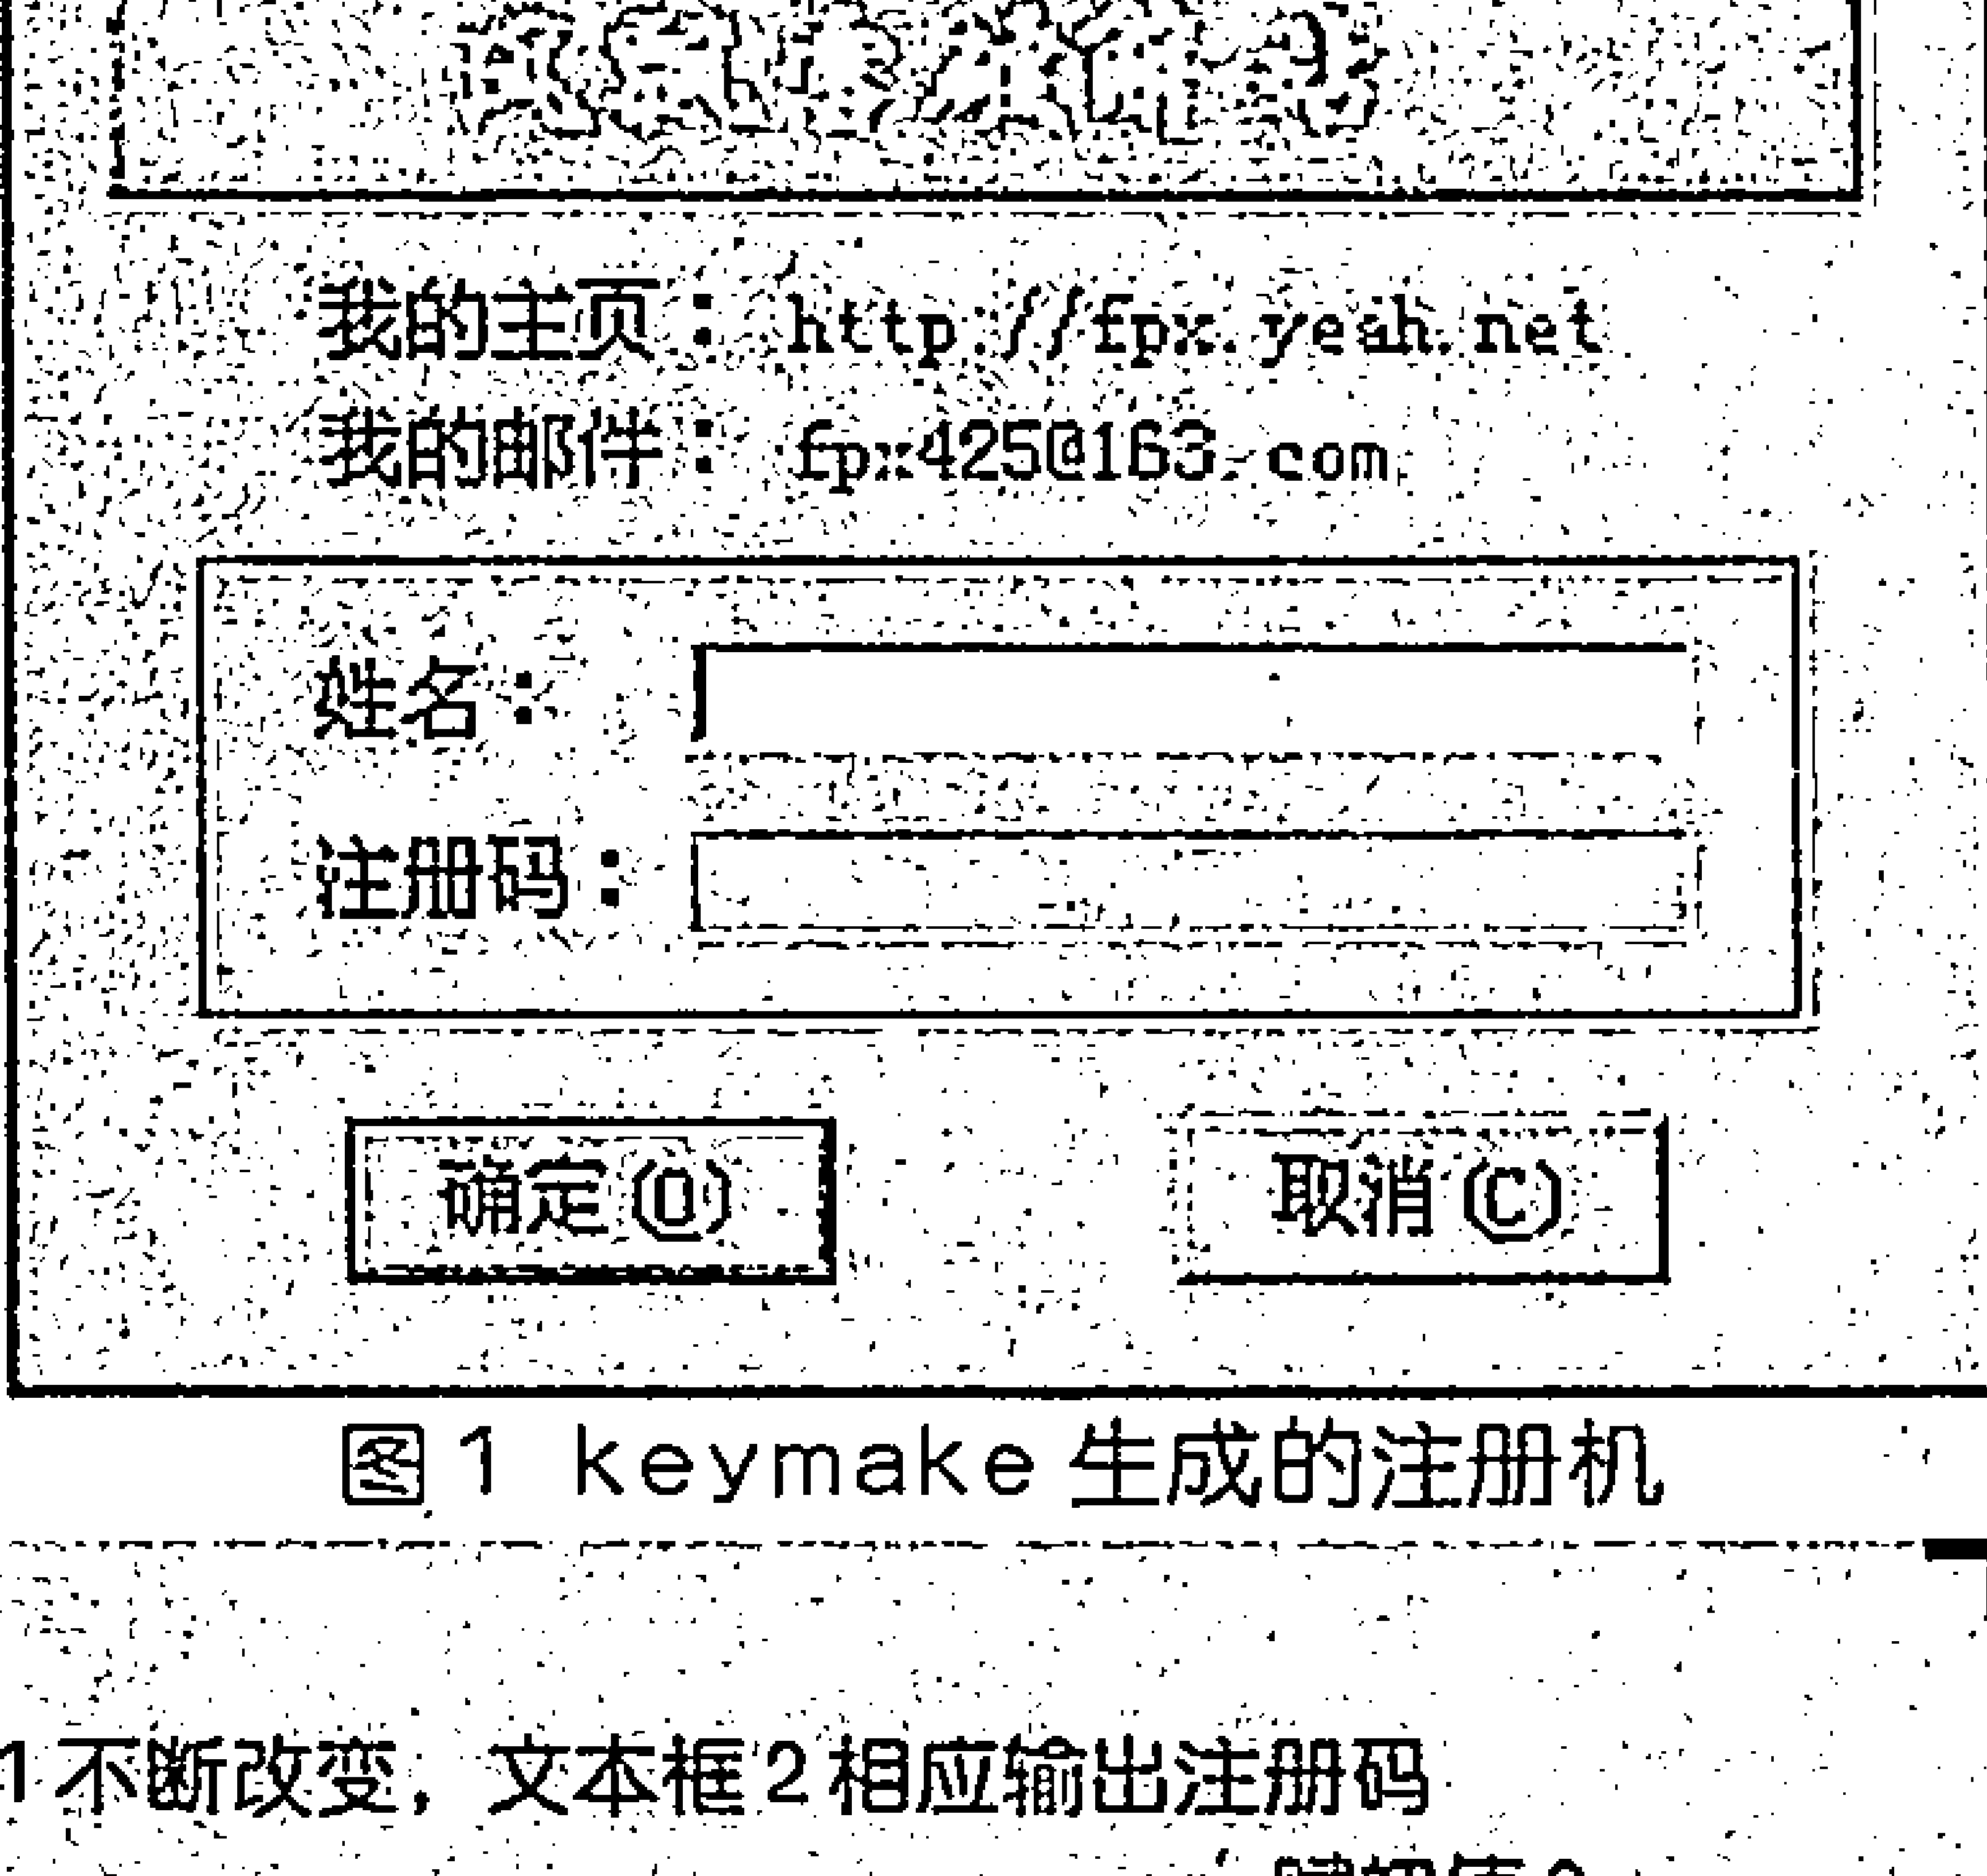 我的主页：http://fpx.yeah.net
我的邮件：fpx425@163.com
姓名：
注册码：
确定(O) 取消(C)
图1 keymake生成的注册机
1不断改变，文本框2相应输出注册码